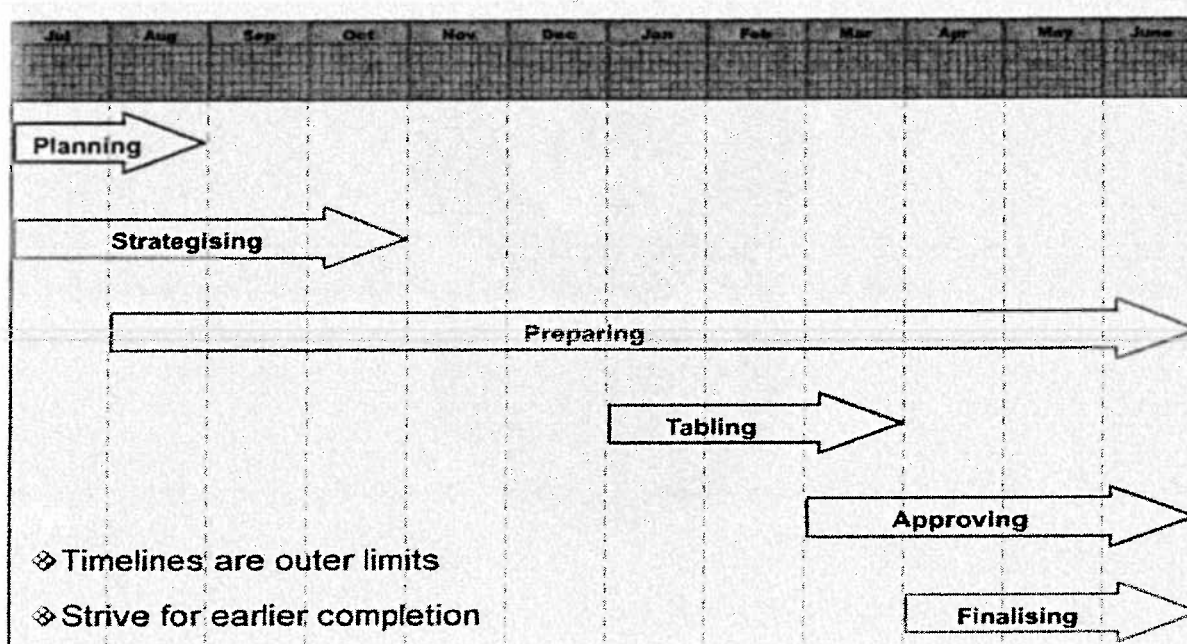 Jul Aug Sep Oct Nov Dec Jan Feb Mar Apr May June
Planning
Strategising
Preparing
Tabling
Approving
Timelines are outer limits
Strive for earlier completion
Finalising